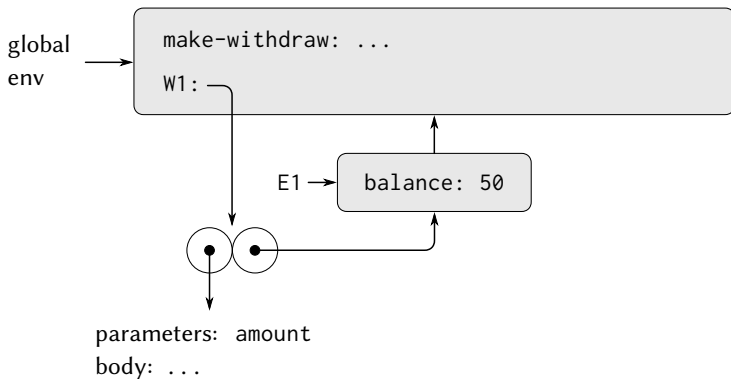 global
env
make-withdraw: ...
W1:
E1
balance: 50
parameters: amount
body: ...